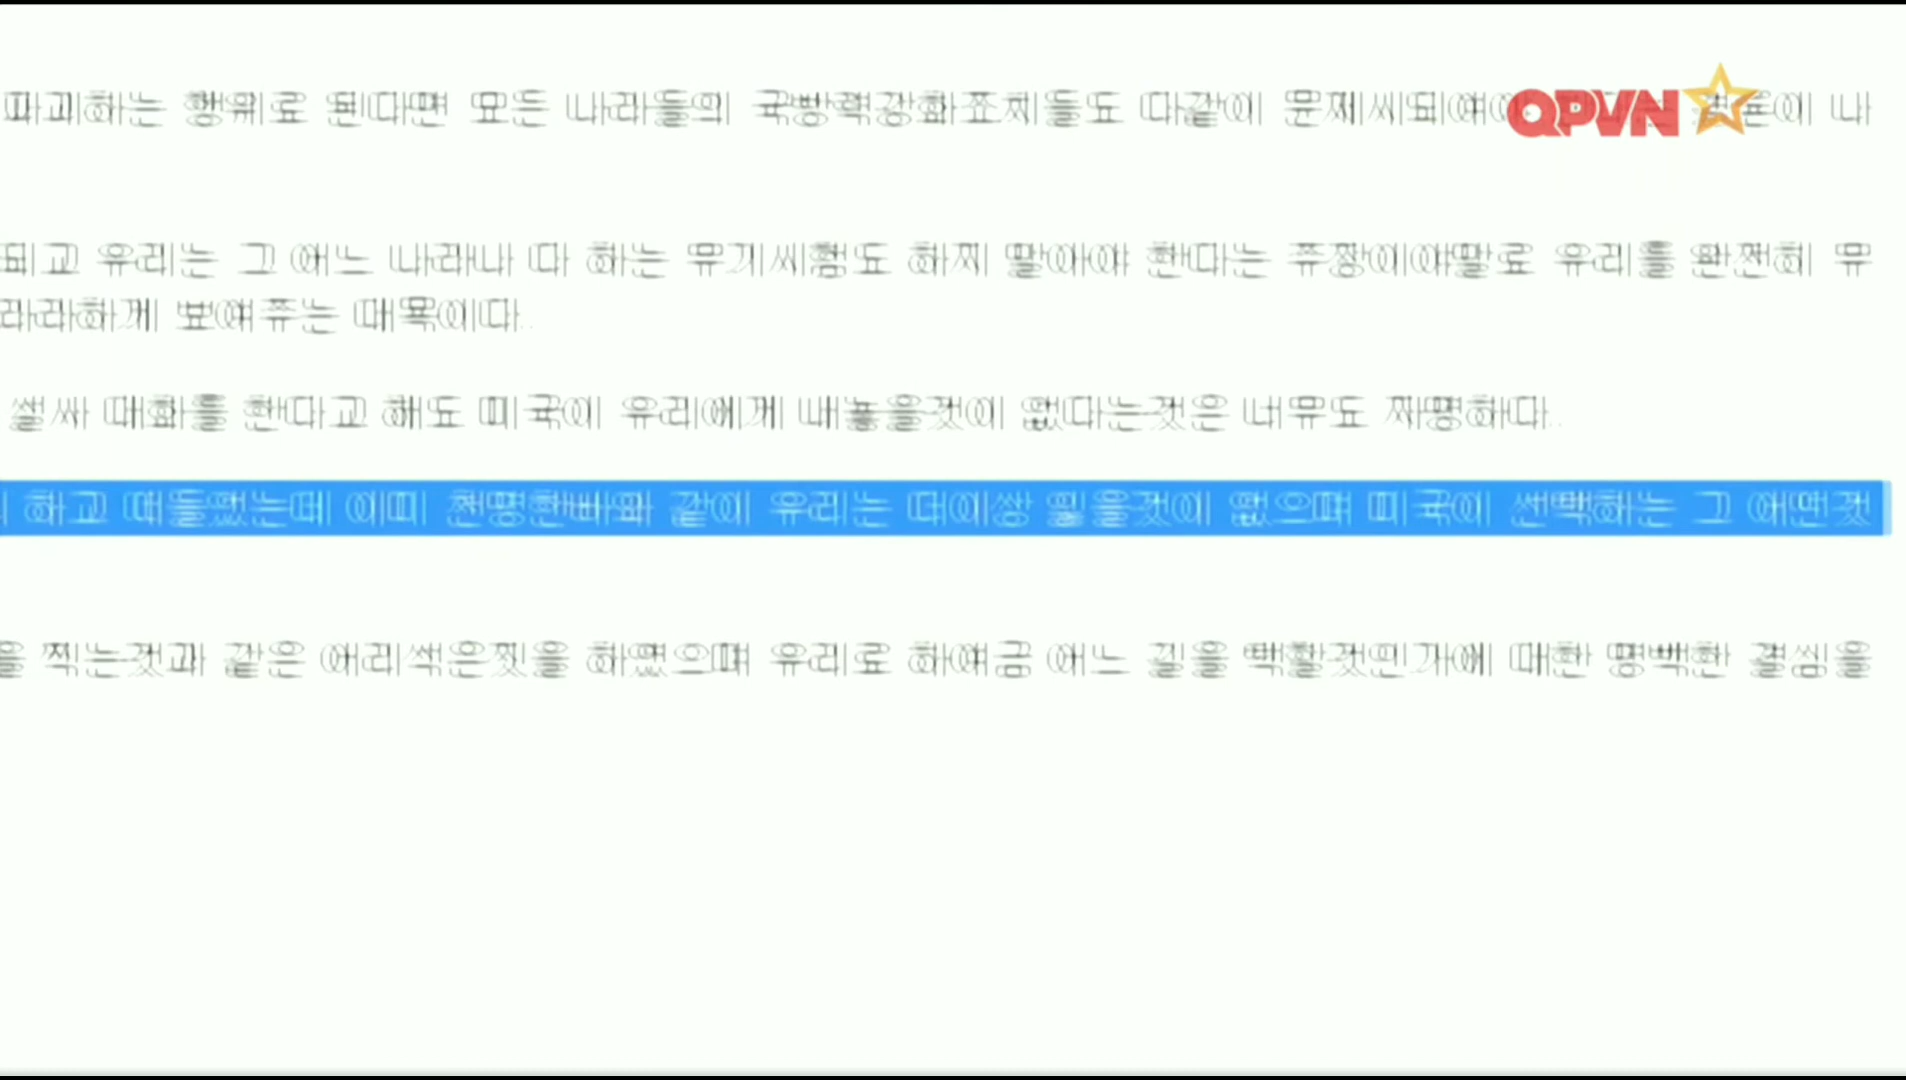 파괴하는 행위로 된다면 모든 나라들의 국방력강화조치들도 다같이 문제시되여야 QPVN 결론이 나
되고 우리는 그 어느 나라나 다 하는 무기시험도 하지 말아야 한다는 주장이야말로 우리를 완전히 무
라하게 보여주는 대목이다.
설사 대화를 한다고 해도 미국이 우리에게 내놓을것이 없다는것은 너무도 자명하다.
하고 떠들었는데 이미 천명한바와 같이 우리는 더이상 잃을것이 없으며 미국이 선택하는 그 어떤것
을 찍는것과 같은 어리석은짓을 하였으며 우리로 하여금 어느 길을 택할것인가에 대한 명백한 결심을